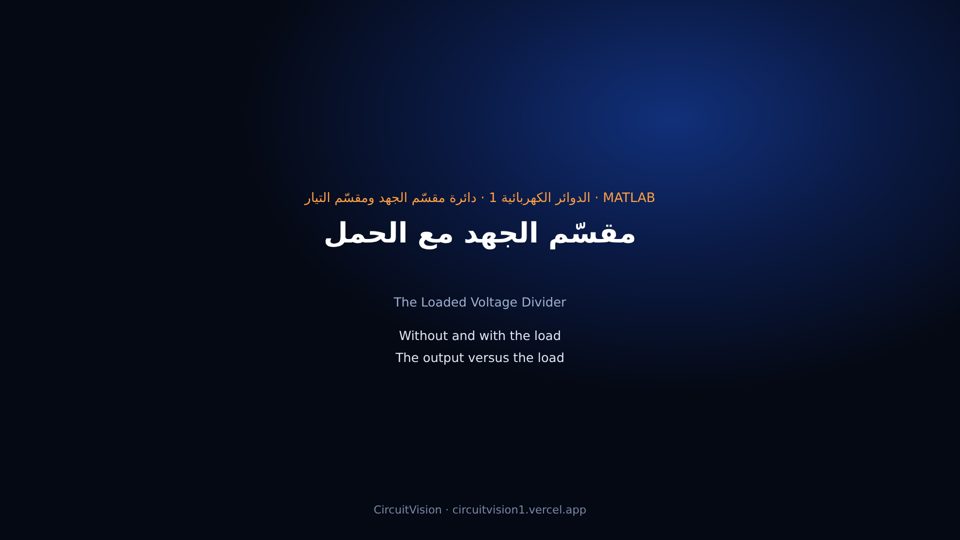 MATLAB · الدوائر الكهربائية 1 · دائرة مقسّم الجهد ومقسّم التيار
مقسّم الجهد مع الحمل
The Loaded Voltage Divider
Without and with the load
The output versus the load
CircuitVision · circuitvision1.vercel.app